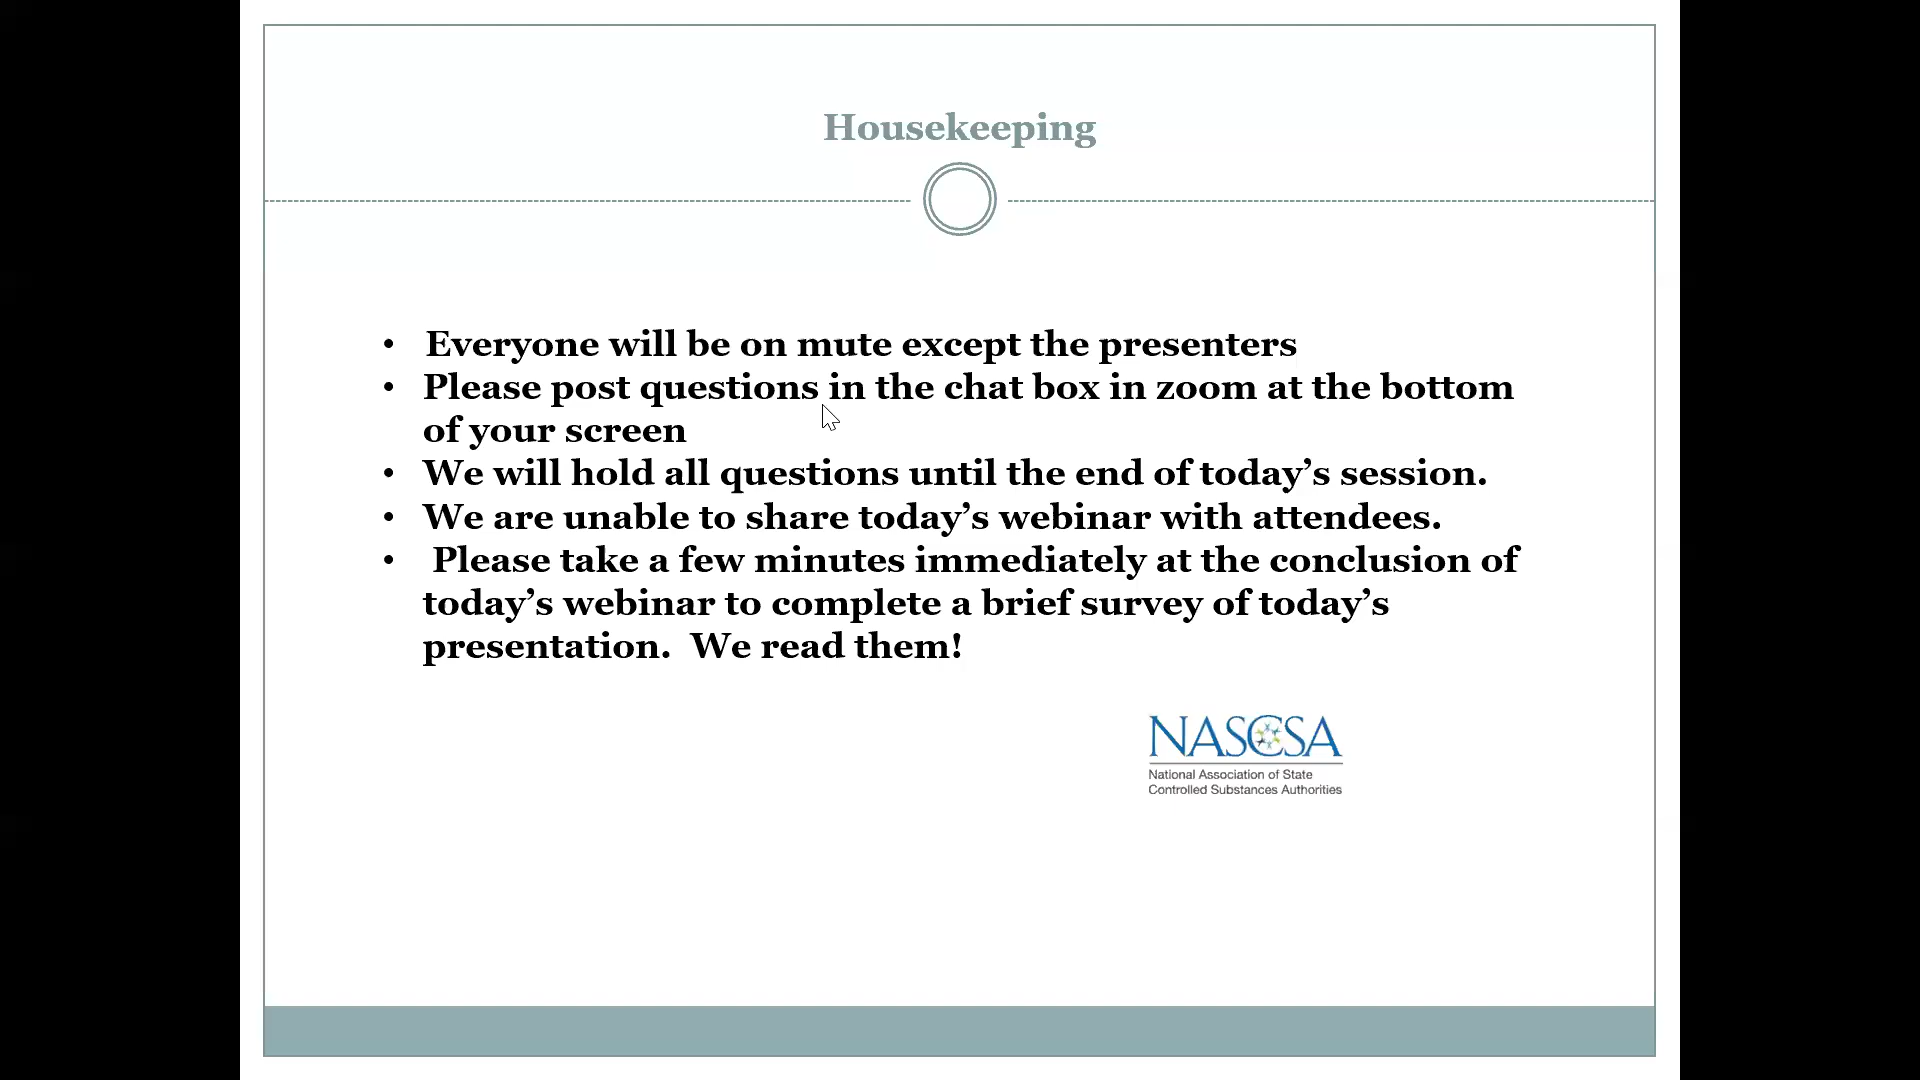 Housekeeping
• Everyone will be on mute except the presenters
• Please post questions in the chat box in zoom at the bottom
of your screen
• We will hold all questions until the end of today’s session.
• We are unable to share today’s webinar with attendees.
• Please take a few minutes immediately at the conclusion of
today’s webinar to complete a brief survey of today’s
presentation.  We read them!
NASCSA
National Association of State
Controlled Substances Authorities